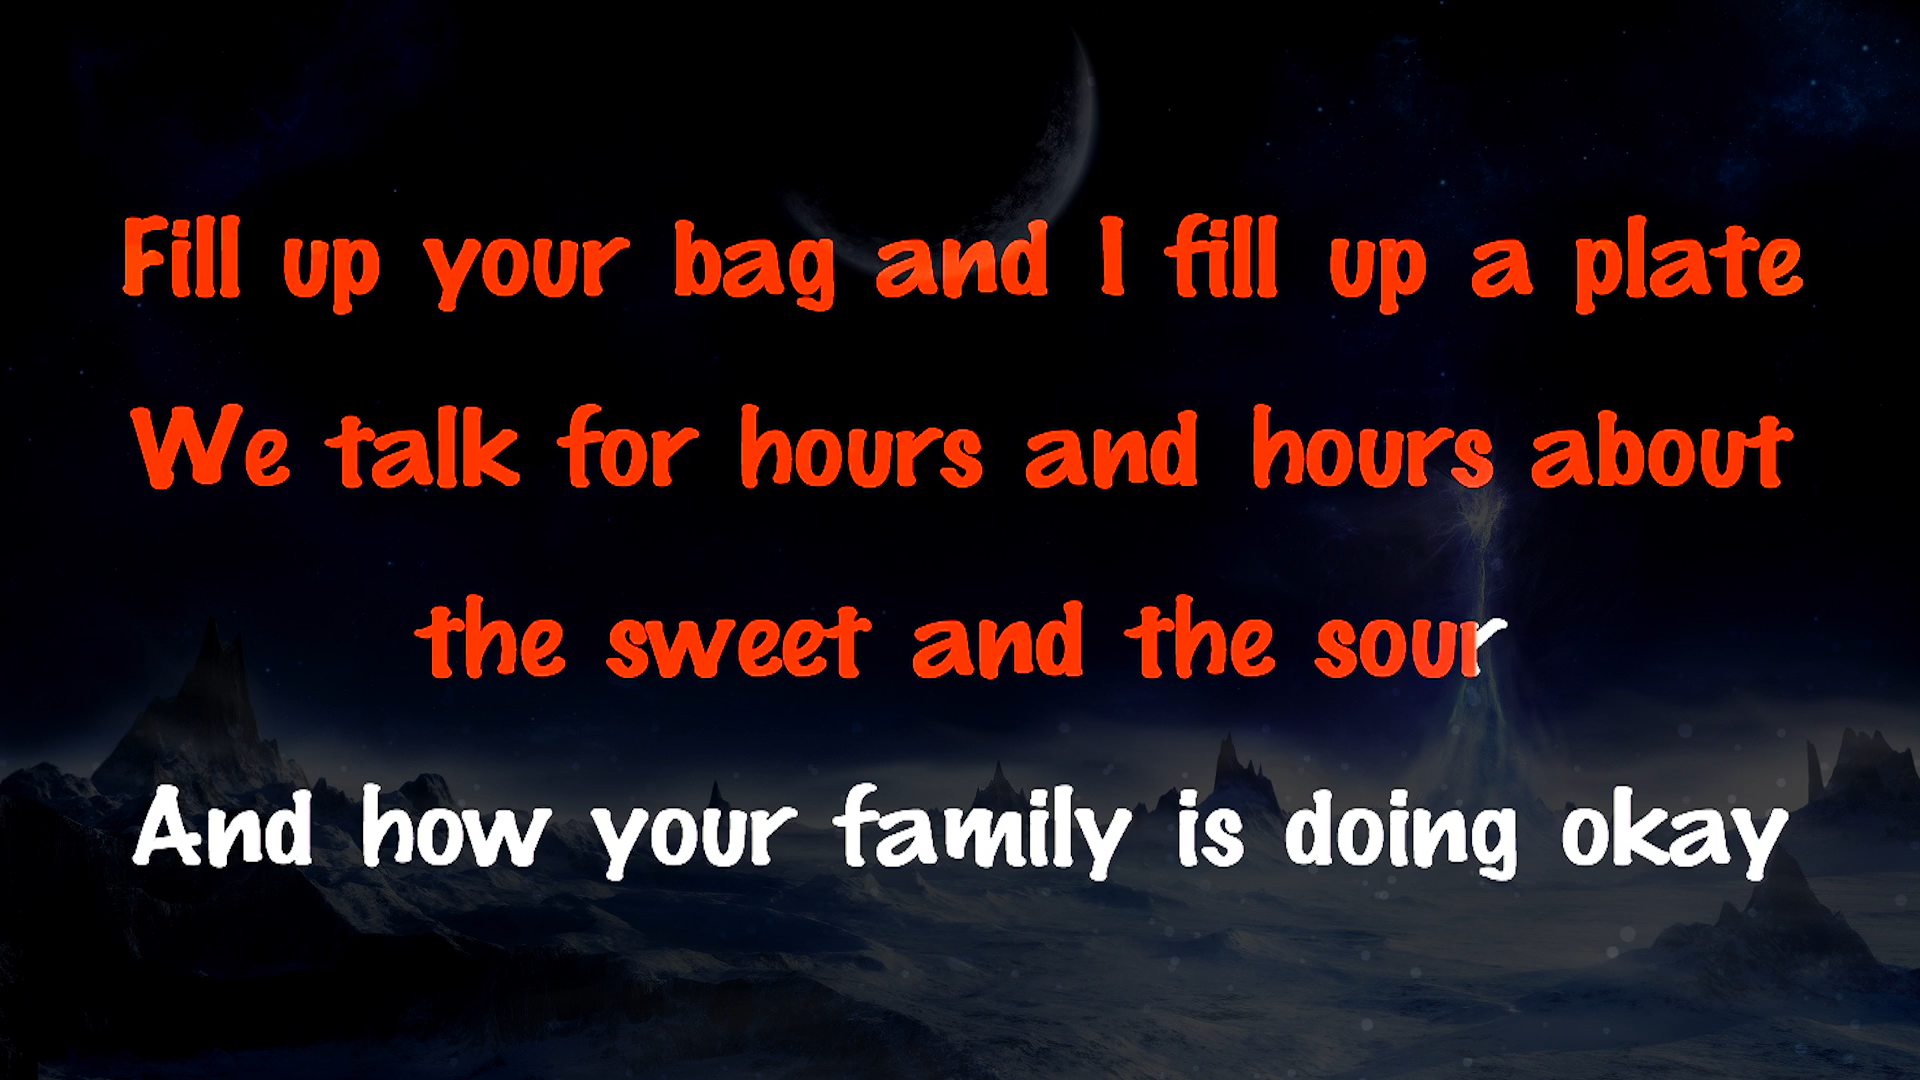 Fill up your bag and I fill up a plate
We talk for hours and hours about
the sweet and the sour
And how your family is doing okay